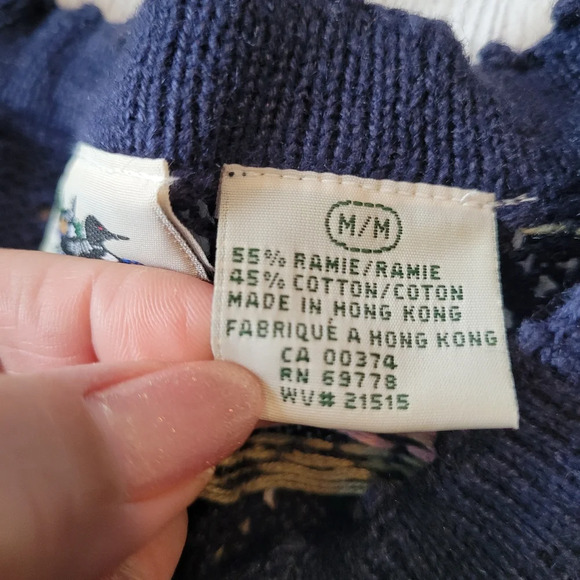 M/M
55% RAMIE/RAMIE
45% COTTON/COTON
MADE IN HONG KONG
FABRIQUÉ A HONG KONG
CA 00374
RN 69778
WV# 21515